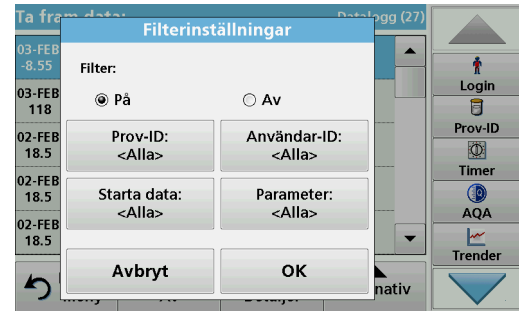 Ta fram data: Datalogg (27)
Filterinställningar
03-FEB
-8.55
Filter:
På Av
03-FEB
118
Prov-ID: Användar-ID:
<Alla> <Alla>
02-FEB
18.5
02-FEB
18.5
Starta data: Parameter:
<Alla> <Alla>
02-FEB
18.5
Avbryt OK
Meny
nativ
Login
Prov-ID
Timer
AQA
Trender